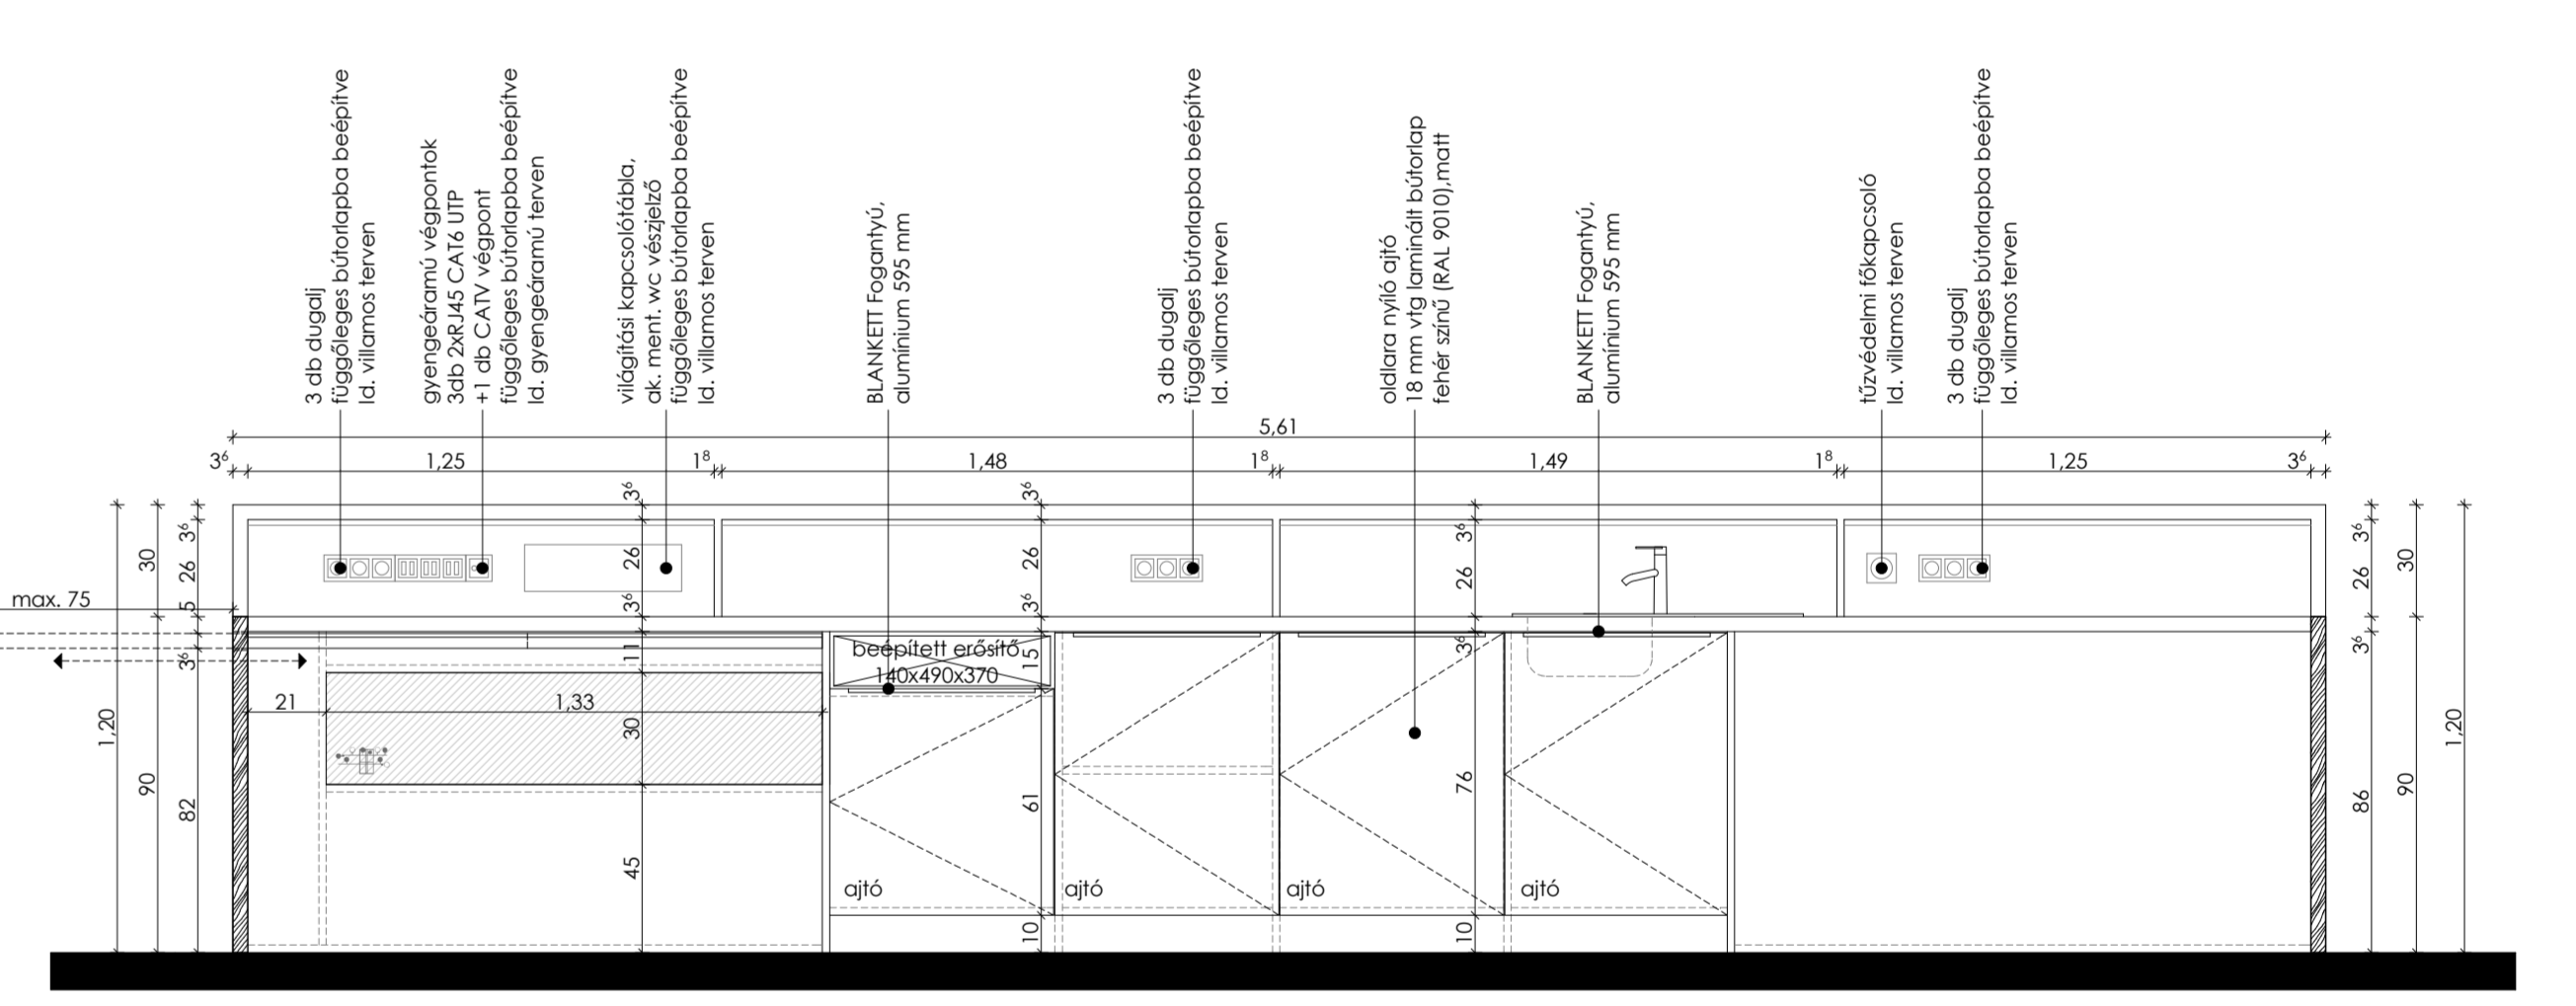 3 db dugalj
függőleges bútorlapba beépítve
ld. villamos terven
gyengeáramú végpontok
3db 2xRJ45 CAT6 UTP
+1 db CATV végpont
függőleges bútorlapba beépítve
ld. gyengeáramú terven
világítási kapcsolótábla,
ak. ment. wc vészjelző
függőleges bútorlapba beépítve
ld. villamos terven
BLANKETT Fogantyú,
alumínium 595 mm
3 db dugalj
függőleges bútorlapba beépítve
ld. villamos terven
oldlara nyíló ajtó
18 mm vtg laminált bútorlap
fehér színű (RAL 9010),matt
BLANKETT Fogantyú,
alumínium 595 mm
tűzvédelmi főkapcsoló
ld. villamos terven
3 db dugalj
függőleges bútorlapba beépítve
ld. villamos terven
5,61
3⁶ 1,25 1⁸ 1,48 1⁸ 1,49 1⁸ 1,25 3⁶
max. 75
1,20
30
90
3⁶
26
5
3⁶
82
3⁶
26
3⁶
11
30
45
21
1,33
beépített erősítő
140x490x370
3⁶
26
3⁶
15
61
10
3⁶
26
3⁶
76
10
ajtó
ajtó
ajtó
ajtó
3⁶
26
3⁶
86
30
90
1,20